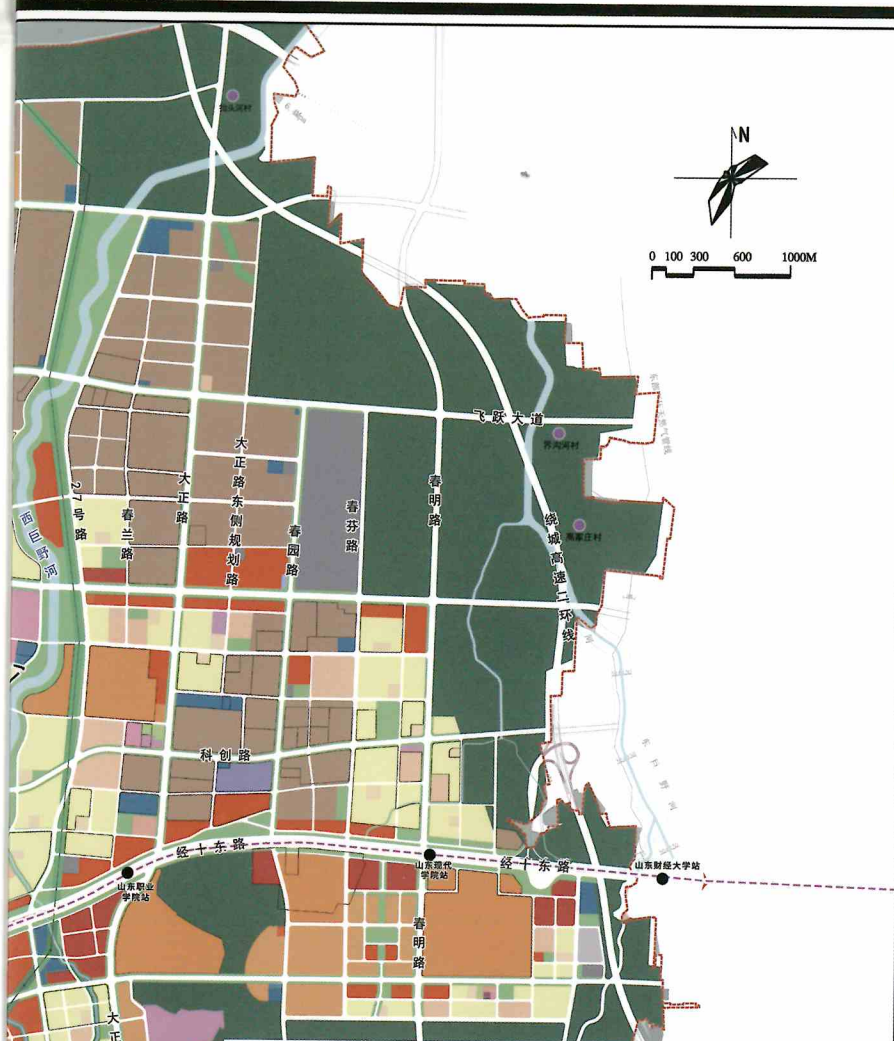 N
0 100 300 600 1000M
飞跃大道
苏沟河村
大正路东侧规划路
大正路
春明路
27号路
春兰路
春芬路
春园路
西巨野河
绕城高速二环线
科创路
经十东路
经十东路
山东财经大学站
山东现代
学院站
山东职业
学院站
春明路
大正